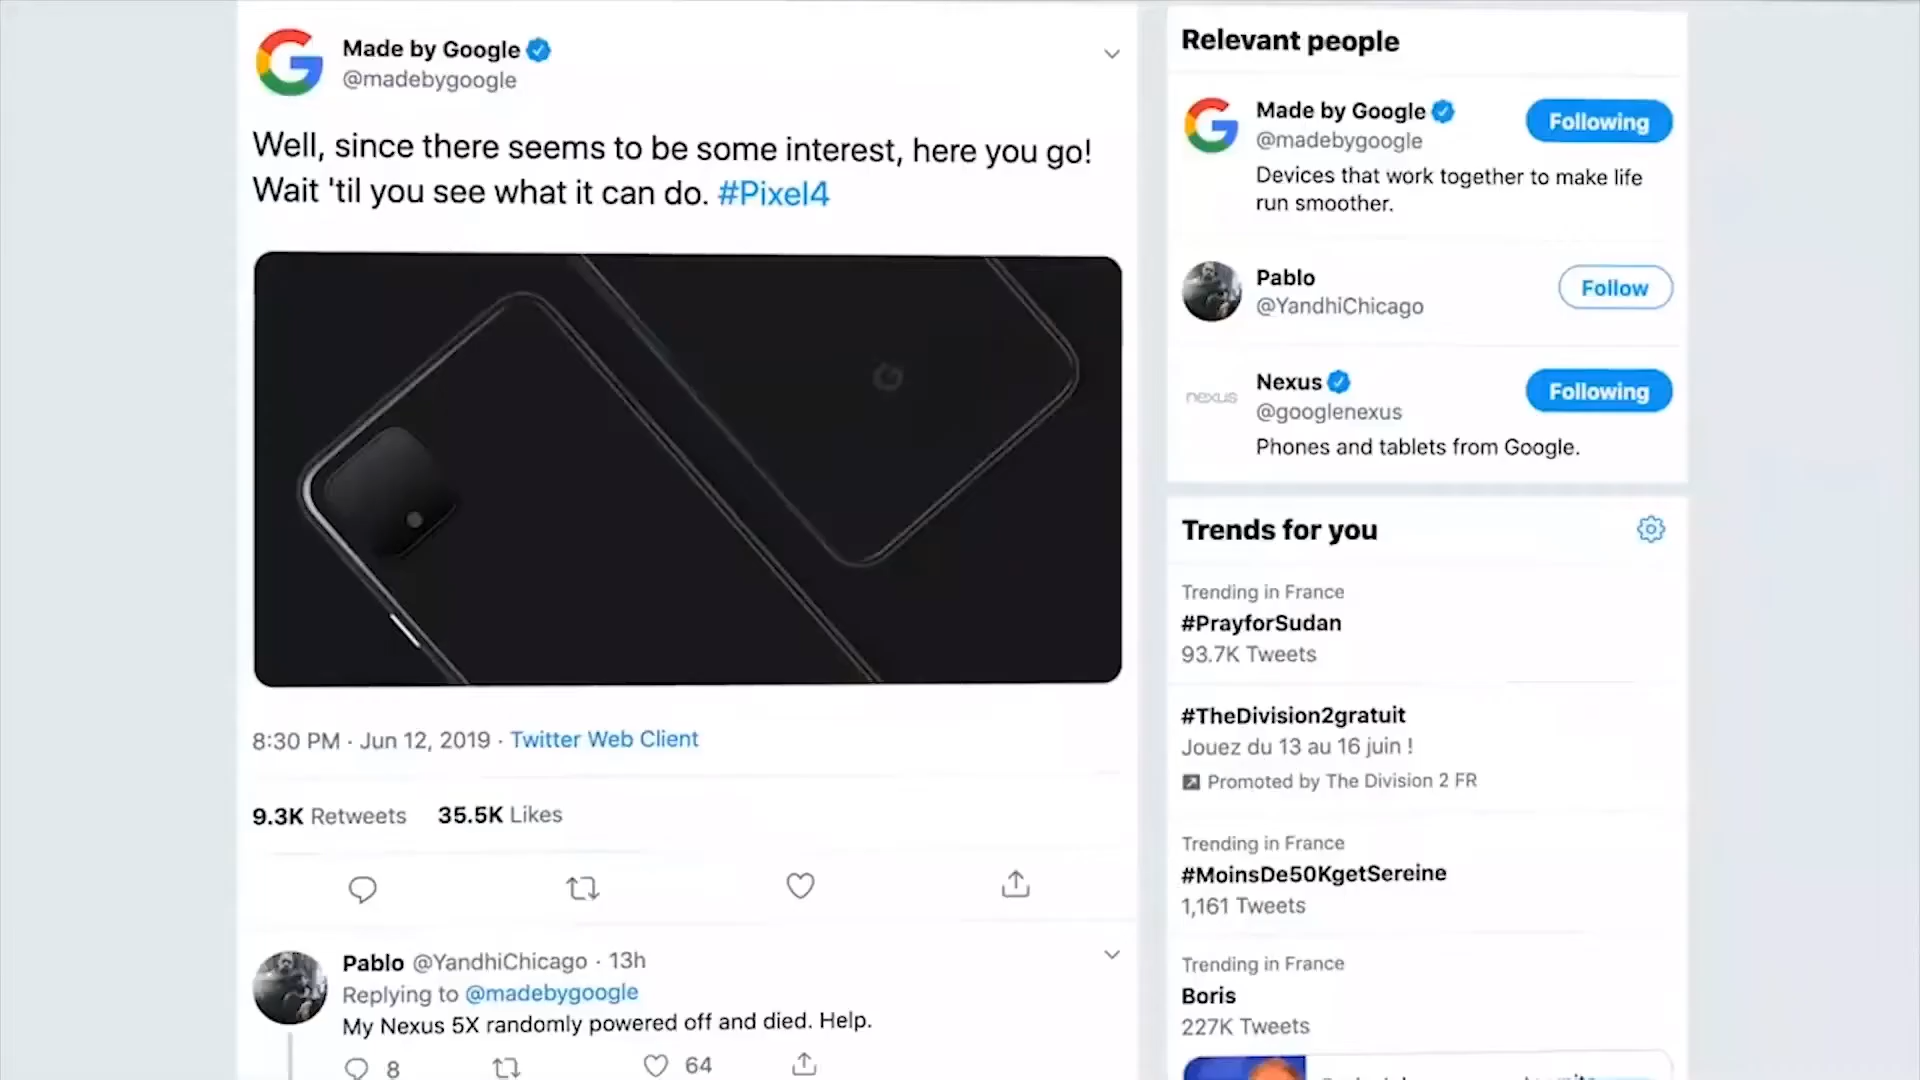 Made by Google
@madebygoogle
Well, since there seems to be some interest, here you go!
Wait 'til you see what it can do. #Pixel4
8:30 PM · Jun 12, 2019 · Twitter Web Client
9.3K Retweets 35.5K Likes
Pablo @YandhiChicago · 13h
Replying to @madebygoogle
My Nexus 5X randomly powered off and died. Help.
8 64
Relevant people
Made by Google
@madebygoogle
Following
Devices that work together to make life
run smoother.
Pablo
@YandhiChicago
Follow
nexus
Nexus
@googlenexus
Following
Phones and tablets from Google.
Trends for you
Trending in France
#PrayforSudan
93.7K Tweets
#TheDivision2gratuit
Jouez du 13 au 16 juin !
Promoted by The Division 2 FR
Trending in France
#MoinsDe50KgetSereine
1,161 Tweets
Trending in France
Boris
227K Tweets